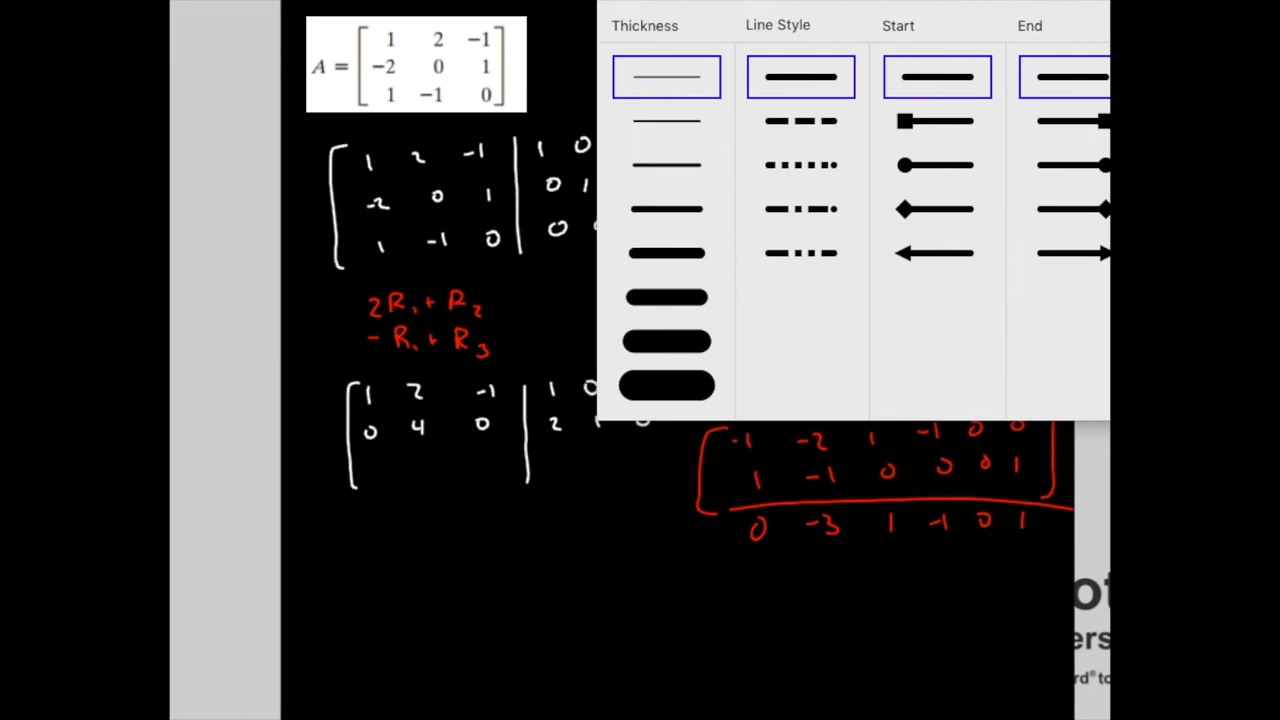 A = [ 1 2 −1
−2 0 1
1 −1 0 ]
Thickness Line Style Start End
1 2 -1 | 1 0
-2 0 1 | 0 1
1 -1 0 | 0
2R1 + R2
- R1 + R3
1 2 -1 | 1 0
0 4 0 | 2 1 0
-1 -2 1 -1 0 0
1 -1 0 0 0 1
0 -3 1 -1 0 1